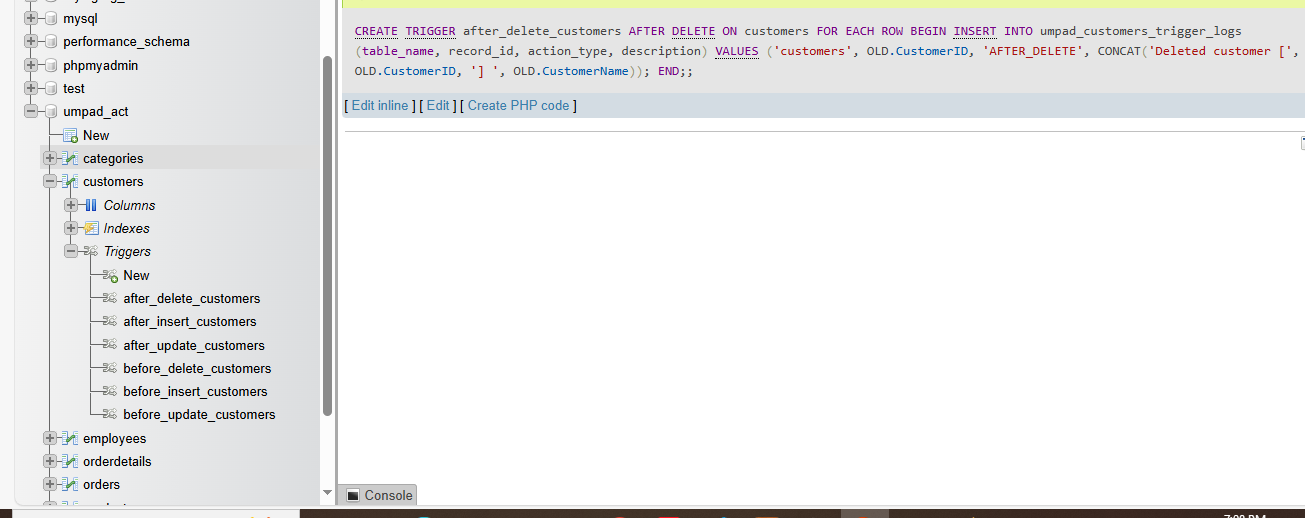 mysql
performance_schema
phpmyadmin
test
umpad_act
New
categories
customers
Columns
Indexes
Triggers
New
after_delete_customers
after_insert_customers
after_update_customers
before_delete_customers
before_insert_customers
before_update_customers
employees
orderdetails
orders
CREATE TRIGGER after_delete_customers AFTER DELETE ON customers FOR EACH ROW BEGIN INSERT INTO umpad_customers_trigger_logs
(table_name, record_id, action_type, description) VALUES ('customers', OLD.CustomerID, 'AFTER_DELETE', CONCAT('Deleted customer [',
OLD.CustomerID, '] ', OLD.CustomerName)); END;;
[ Edit inline ] [ Edit ] [ Create PHP code ]
Console